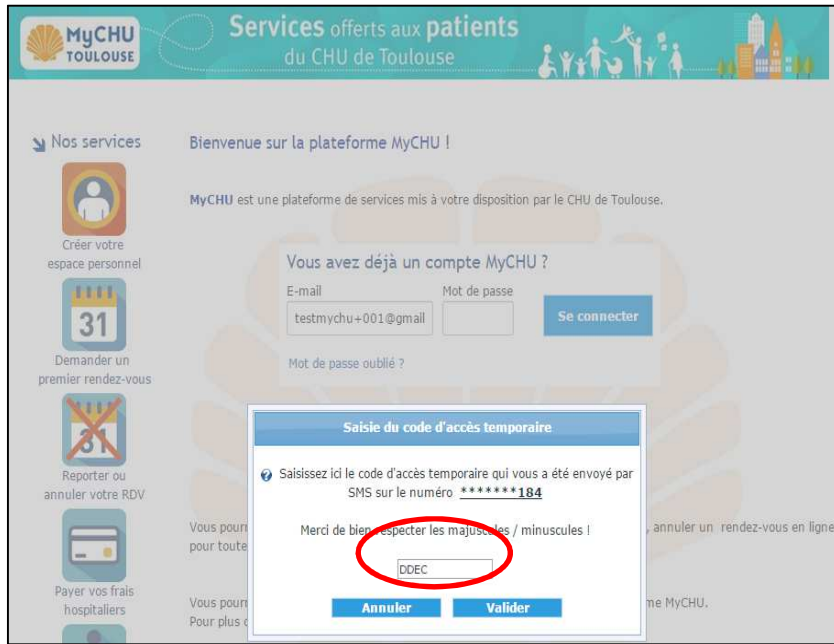 MyCHU
TOULOUSE
Services offerts aux patients
du CHU de Toulouse
Nos services
Créer votre
espace personnel
31
Demander un
premier rendez-vous
31
Reporter ou
annuler votre RDV
Payer vos frais
hospitaliers
Bienvenue sur la plateforme MyCHU !
MyCHU est une plateforme de services mis à votre disposition par le CHU de Toulouse.
Vous avez déjà un compte MyCHU ?
E-mail
Mot de passe
testmychu+001@gmail
Se connecter
Mot de passe oublié ?
Saisie du code d'accès temporaire
Saisissez ici le code d'accès temporaire qui vous a été envoyé par
SMS sur le numéro *******184
Merci de bien respecter les majuscules / minuscules !
DDEC
Annuler
Valider
Vous
, annuler un rendez-vous en ligne
pour toute
Vous
me MyCHU.
Pour plus